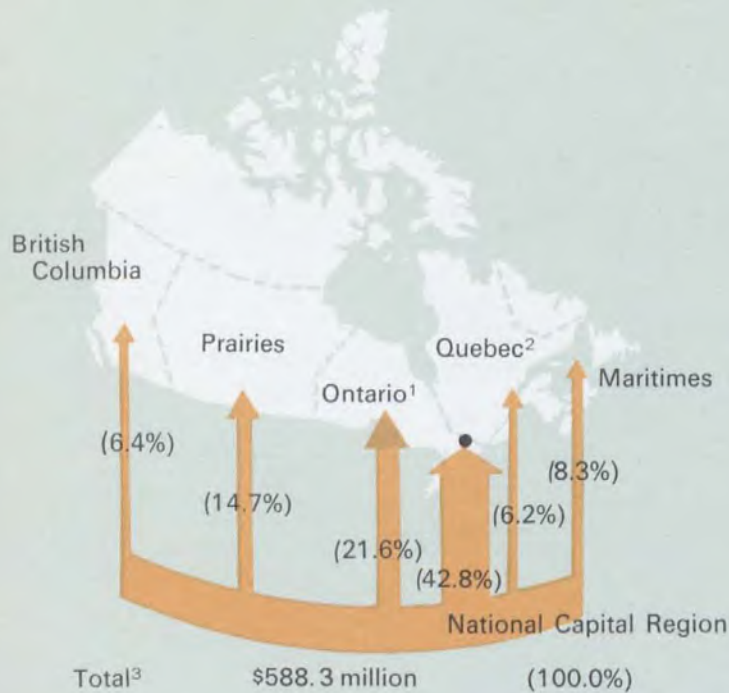 British
Columbia
Prairies
Quebec²
Ontario¹
Maritimes
(6.4%)
(14.7%)
(21.6%)
(42.8%)
(6.2%)
(8.3%)
National Capital Region
Total³ $588.3 million (100.0%)